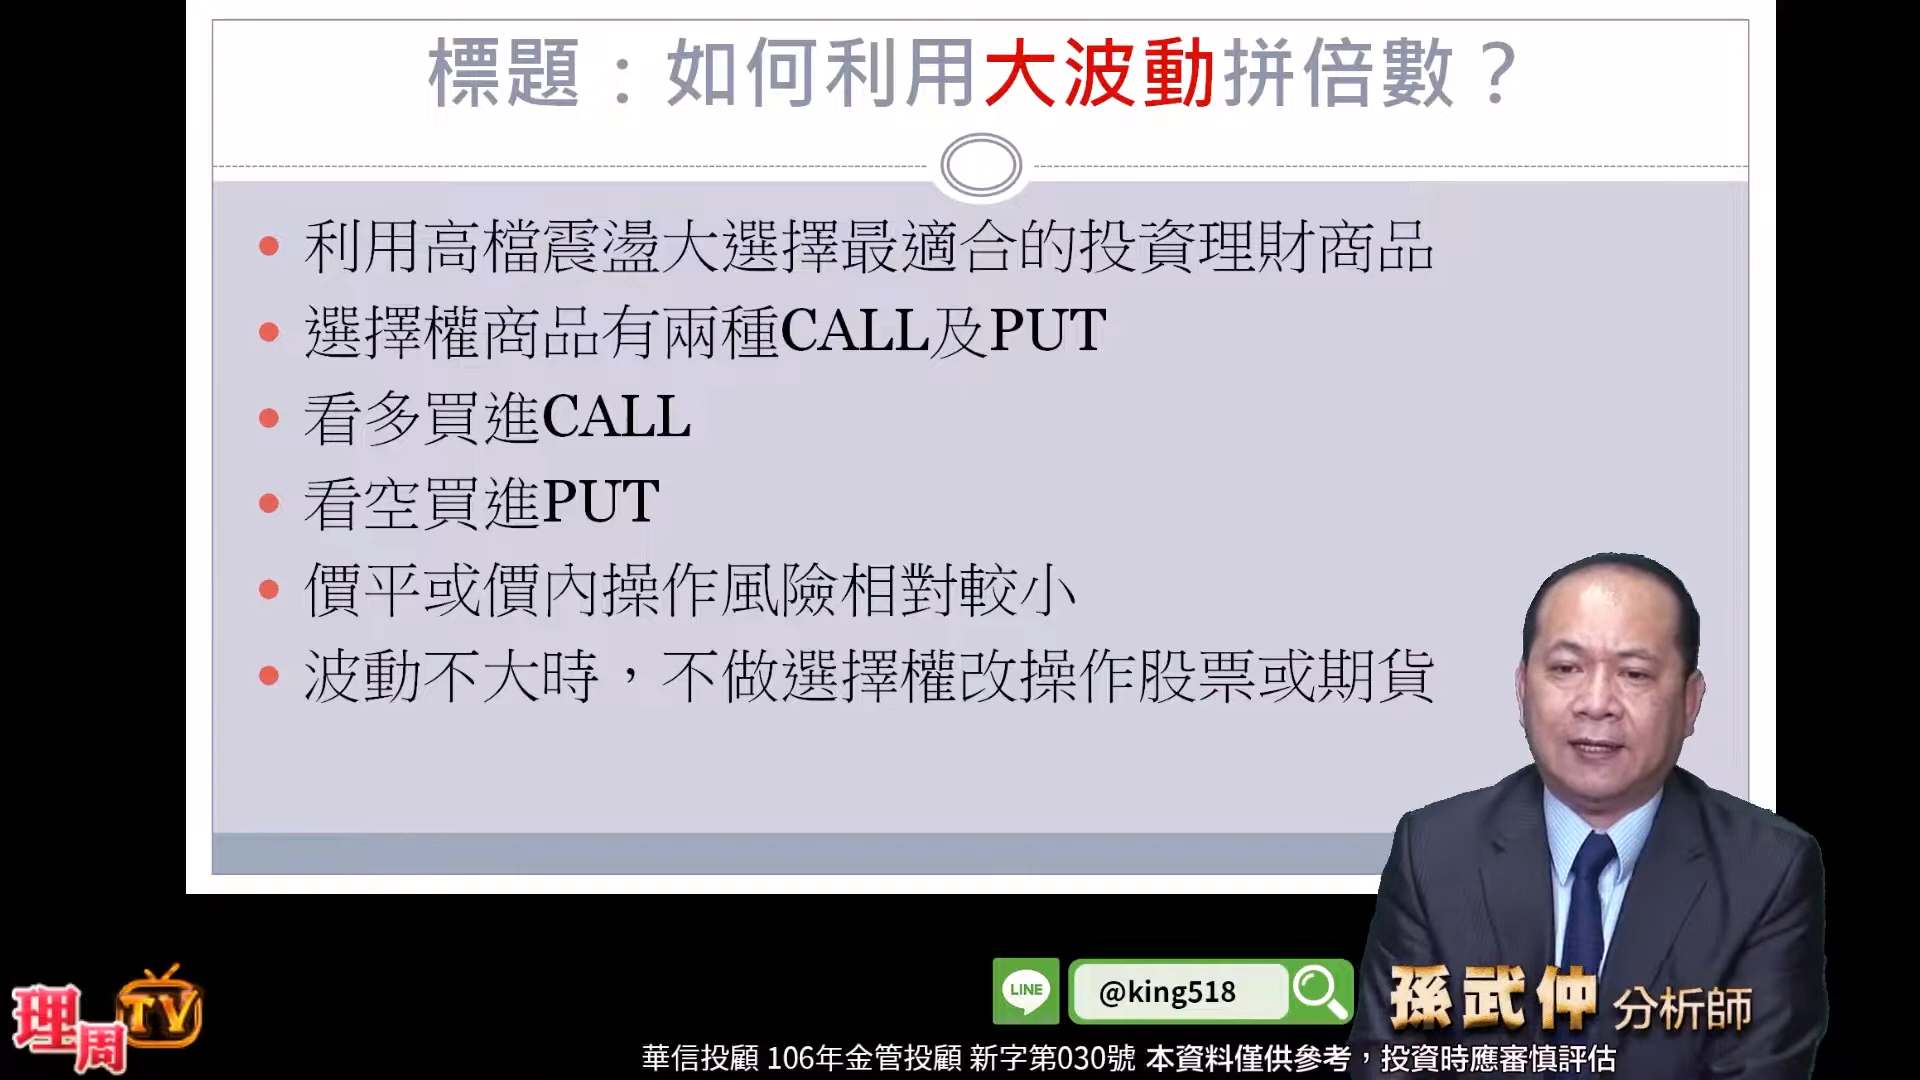 標題：如何利用大波動拼倍數？
利用高檔震盪大選擇最適合的投資理財商品
選擇權商品有兩種CALL及PUT
看多買進CALL
看空買進PUT
價平或價內操作風險相對較小
波動不大時，不做選擇權改操作股票或期貨
LINE @king518
孫武仲 分析師
理周TV
華信投顧 106年金管投顧 新字第030號 本資料僅供參考，投資時應審慎評估